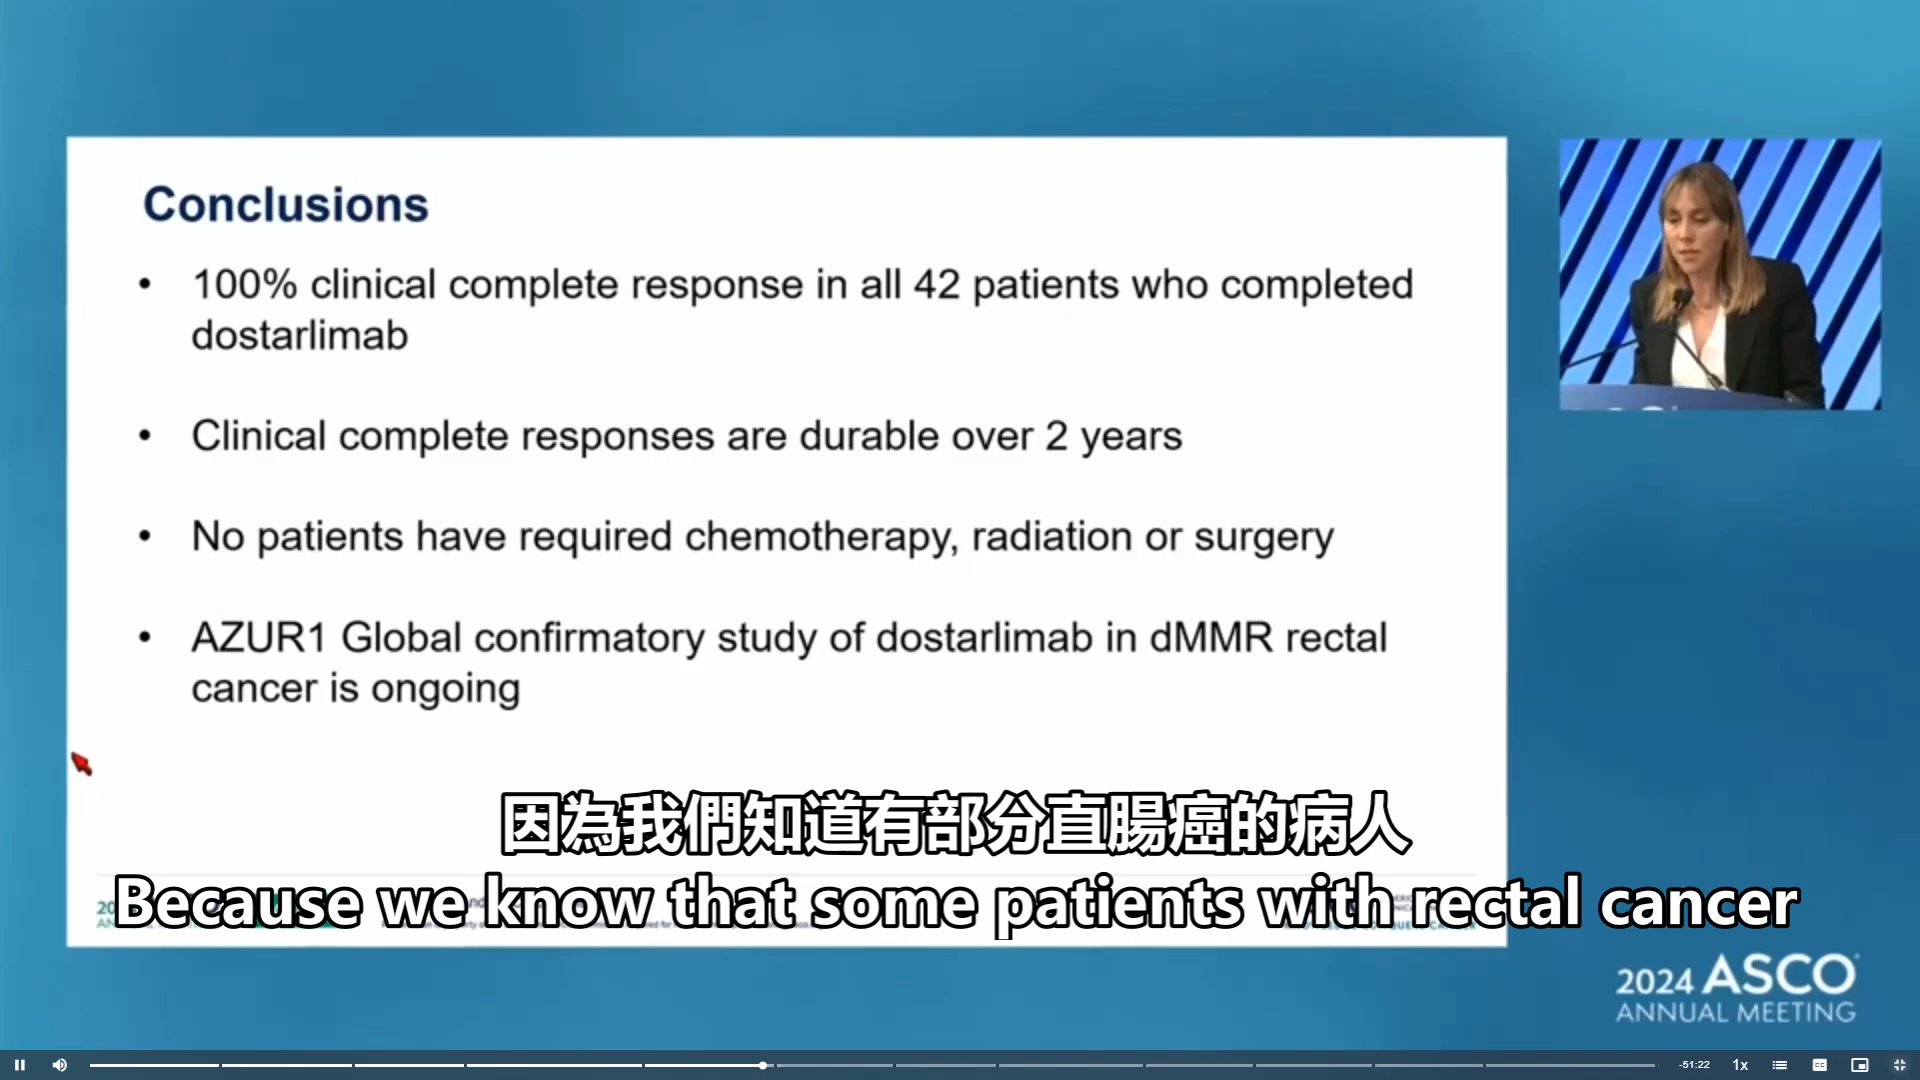 Conclusions
• 100% clinical complete response in all 42 patients who completed
dostarlimab
• Clinical complete responses are durable over 2 years
• No patients have required chemotherapy, radiation or surgery
• AZUR1 Global confirmatory study of dostarlimab in dMMR rectal
cancer is ongoing
因為我們知道有部分直腸癌的病人
Because we know that some patients with rectal cancer
2024 ASCO
ANNUAL MEETING
-51:22
1x
CC